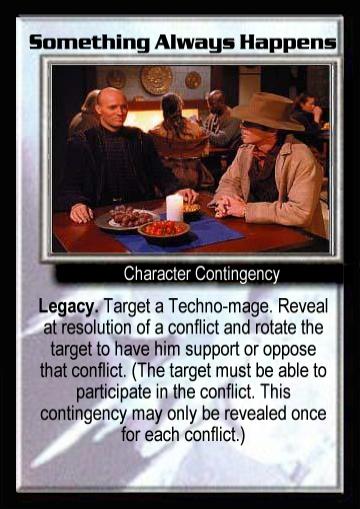 Something Always Happens
Character Contingency
Legacy. Target a Techno-mage. Reveal
at resolution of a conflict and rotate the
target to have him support or oppose
that conflict. (The target must be able to
participate in the conflict. This
contingency may only be revealed once
for each conflict.)